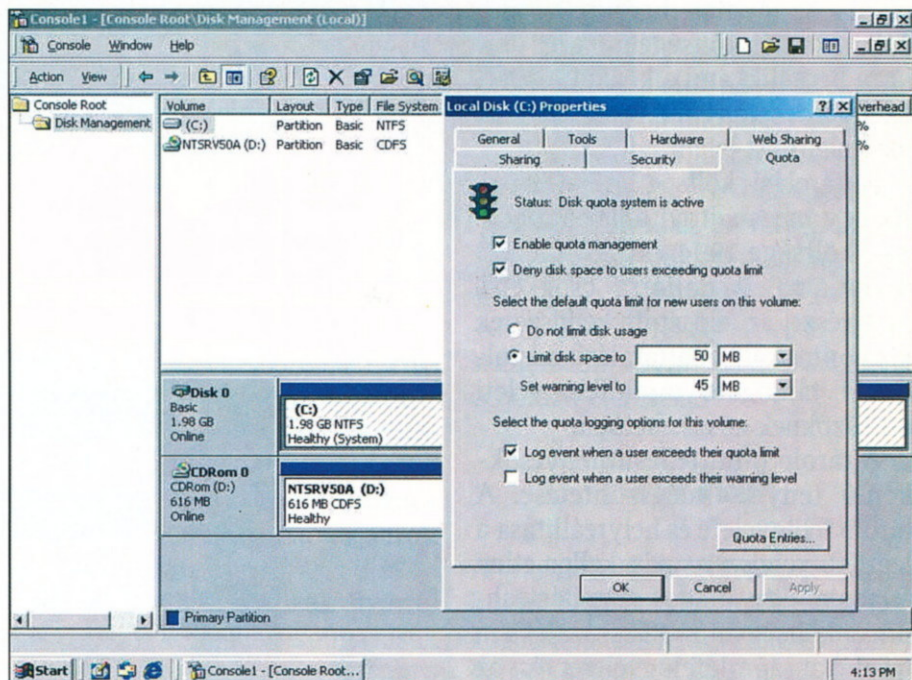 Console1 - [Console Root\Disk Management (Local)]
Console Window Help
Action View
Console Root
Disk Management
Volume Layout Type File System
(C:) Partition Basic NTFS
NTSRV50A (D:) Partition Basic CDFS
verhead
%
%
Local Disk (C:) Properties
General Tools Hardware Web Sharing
Sharing Security Quota
Status: Disk quota system is active
Enable quota management
Deny disk space to users exceeding quota limit
Select the default quota limit for new users on this volume:
Do not limit disk usage
Limit disk space to 50 MB
Set warning level to 45 MB
Select the quota logging options for this volume:
Log event when a user exceeds their quota limit
Log event when a user exceeds their warning level
Quota Entries...
OK Cancel Apply
Disk 0
Basic
1.98 GB
Online
(C:)
1.98 GB NTFS
Healthy (System)
CDRom 0
CDRom (D:)
616 MB
Online
NTSRV50A (D:)
616 MB CDFS
Healthy
Primary Partition
Start
Console1 - [Console Root...
4:13 PM